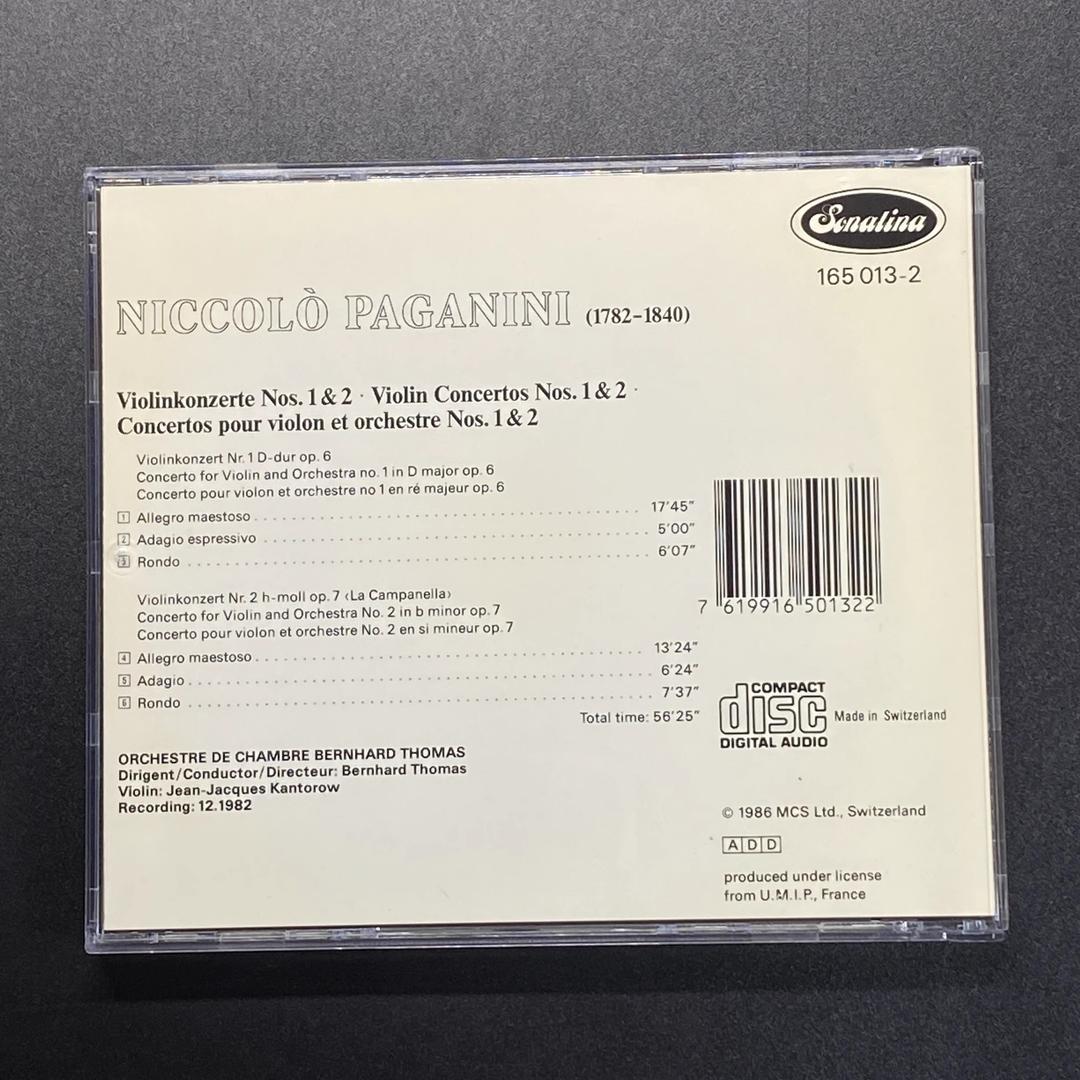 Sonatina
165 013-2
NICCOLÒ PAGANINI (1782–1840)
Violinkonzerte Nos. 1 & 2 · Violin Concertos Nos. 1 & 2 ·
Concertos pour violon et orchestre Nos. 1 & 2
Violinkonzert Nr. 1 D-dur op. 6
Concerto for Violin and Orchestra no. 1 in D major op. 6
Concerto pour violon et orchestre no 1 en ré majeur op. 6
1 Allegro maestoso 17'45"
2 Adagio espressivo 5'00"
3 Rondo 6'07"
Violinkonzert Nr. 2 h-moll op. 7 ‹La Campanella›
Concerto for Violin and Orchestra No. 2 in b minor op. 7
Concerto pour violon et orchestre No. 2 en si mineur op. 7
4 Allegro maestoso 13'24"
5 Adagio 6'24"
6 Rondo 7'37"
Total time: 56'25"
ORCHESTRE DE CHAMBRE BERNHARD THOMAS
Dirigent/Conductor/Directeur: Bernhard Thomas
Violin: Jean-Jacques Kantorow
Recording: 12.1982
7 619916 501322
COMPACT
disc
DIGITAL AUDIO
Made in Switzerland
© 1986 MCS Ltd., Switzerland
A D D
produced under license
from U.M.I.P., France